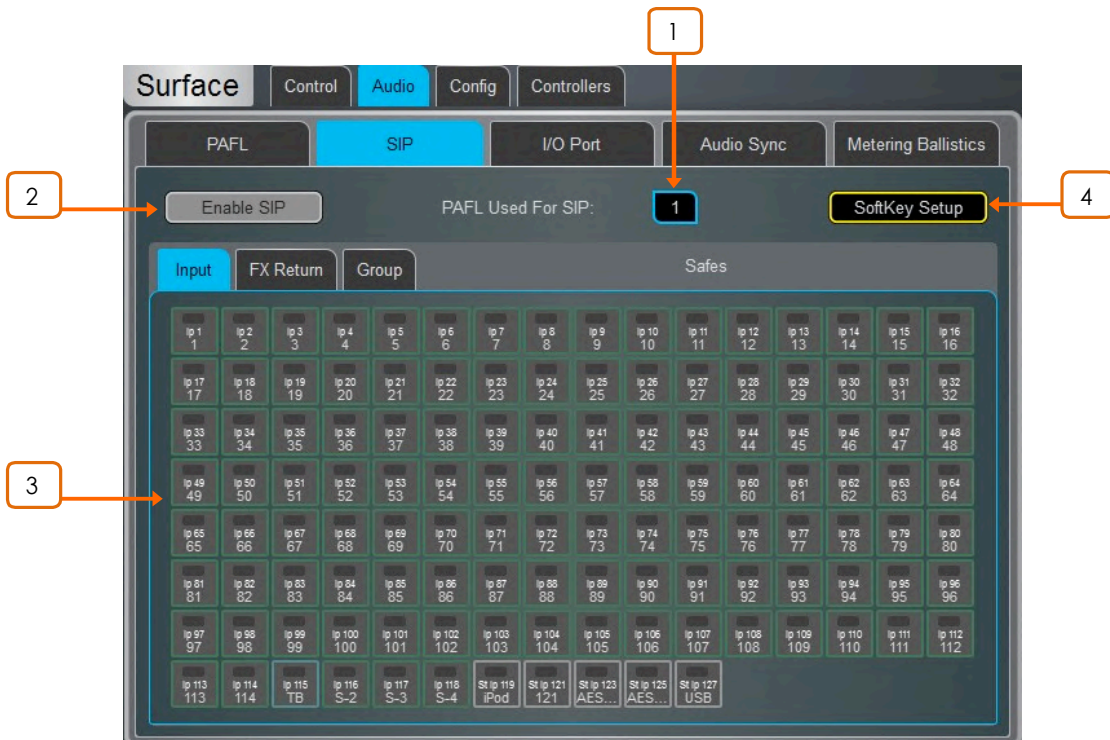 1
Surface Control Audio Config Controllers
PAFL SIP I/O Port Audio Sync Metering Ballistics
2
Enable SIP PAFL Used For SIP: 1 SoftKey Setup
4
Input FX Return Group Safes
Ip 1 Ip 2 Ip 3 Ip 4 Ip 5 Ip 6 Ip 7 Ip 8 Ip 9 Ip 10 Ip 11 Ip 12 Ip 13 Ip 14 Ip 15 Ip 16
1 2 3 4 5 6 7 8 9 10 11 12 13 14 15 16
Ip 17 Ip 18 Ip 19 Ip 20 Ip 21 Ip 22 Ip 23 Ip 24 Ip 25 Ip 26 Ip 27 Ip 28 Ip 29 Ip 30 Ip 31 Ip 32
17 18 19 20 21 22 23 24 25 26 27 28 29 30 31 32
Ip 33 Ip 34 Ip 35 Ip 36 Ip 37 Ip 38 Ip 39 Ip 40 Ip 41 Ip 42 Ip 43 Ip 44 Ip 45 Ip 46 Ip 47 Ip 48
33 34 35 36 37 38 39 40 41 42 43 44 45 46 47 48
3
Ip 49 Ip 50 Ip 51 Ip 52 Ip 53 Ip 54 Ip 55 Ip 56 Ip 57 Ip 58 Ip 59 Ip 60 Ip 61 Ip 62 Ip 63 Ip 64
49 50 51 52 53 54 55 56 57 58 59 60 61 62 63 64
Ip 65 Ip 66 Ip 67 Ip 68 Ip 69 Ip 70 Ip 71 Ip 72 Ip 73 Ip 74 Ip 75 Ip 76 Ip 77 Ip 78 Ip 79 Ip 80
65 66 67 68 69 70 71 72 73 74 75 76 77 78 79 80
Ip 81 Ip 82 Ip 83 Ip 84 Ip 85 Ip 86 Ip 87 Ip 88 Ip 89 Ip 90 Ip 91 Ip 92 Ip 93 Ip 94 Ip 95 Ip 96
81 82 83 84 85 86 87 88 89 90 91 92 93 94 95 96
Ip 97 Ip 98 Ip 99 Ip 100 Ip 101 Ip 102 Ip 103 Ip 104 Ip 105 Ip 106 Ip 107 Ip 108 Ip 109 Ip 110 Ip 111 Ip 112
97 98 99 100 101 102 103 104 105 106 107 108 109 110 111 112
Ip 113 Ip 114 Ip 115 Ip 116 Ip 117 Ip 118 St Ip 119 St Ip 121 St Ip 123 St Ip 125 St Ip 127
113 114 TB S-2 S-3 S-4 iPod 121 AES... AES... USB